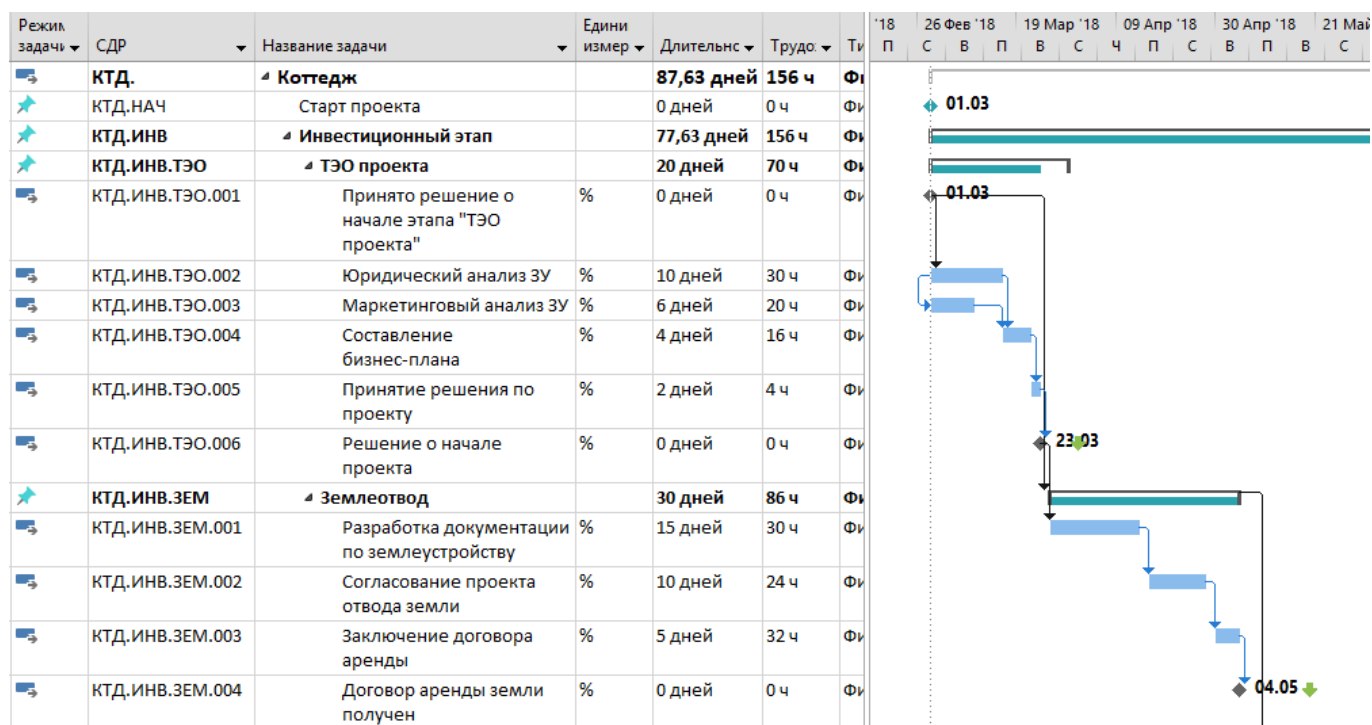 Режим Едини '18 26 Фев '18 19 Мар '18 09 Апр '18 30 Апр '18 21 Май
задачи СДР Название задачи измер Длительнс Трудо: Ти П С В П В С Ч П С В П В С
КТД. Коттедж 87,63 дней 156 ч Фи
КТД.НАЧ Старт проекта 0 дней 0 ч Фи 01.03
КТД.ИНВ Инвестиционный этап 77,63 дней 156 ч Фи
КТД.ИНВ.ТЭО ТЭО проекта 20 дней 70 ч Фи
КТД.ИНВ.ТЭО.001 Принято решение о % 0 дней 0 ч Фи 01.03
начале этапа "ТЭО
проекта"
КТД.ИНВ.ТЭО.002 Юридический анализ ЗУ % 10 дней 30 ч Фи
КТД.ИНВ.ТЭО.003 Маркетинговый анализ ЗУ % 6 дней 20 ч Фи
КТД.ИНВ.ТЭО.004 Составление % 4 дней 16 ч Фи
бизнес-плана
КТД.ИНВ.ТЭО.005 Принятие решения по % 2 дней 4 ч Фи
проекту
КТД.ИНВ.ТЭО.006 Решение о начале % 0 дней 0 ч Фи 23.03
проекта
КТД.ИНВ.ЗЕМ Землеотвод 30 дней 86 ч Фи
КТД.ИНВ.ЗЕМ.001 Разработка документации % 15 дней 30 ч Фи
по землеустройству
КТД.ИНВ.ЗЕМ.002 Согласование проекта % 10 дней 24 ч Фи
отвода земли
КТД.ИНВ.ЗЕМ.003 Заключение договора % 5 дней 32 ч Фи
аренды
КТД.ИНВ.ЗЕМ.004 Договор аренды земли % 0 дней 0 ч Фи 04.05
получен